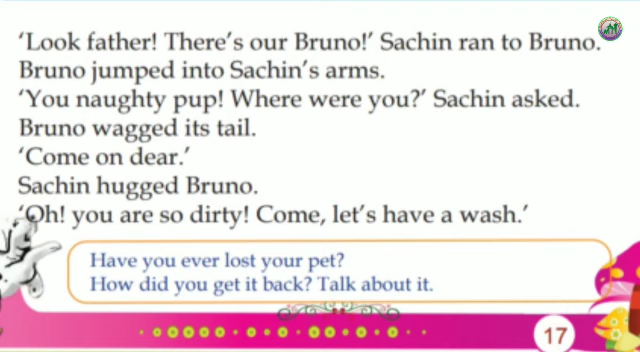 ‘Look father! There’s our Bruno!’ Sachin ran to Bruno.
Bruno jumped into Sachin’s arms.
‘You naughty pup! Where were you?’ Sachin asked.
Bruno wagged its tail.
‘Come on dear.’
Sachin hugged Bruno.
‘Oh! you are so dirty! Come, let’s have a wash.’
Have you ever lost your pet?
How did you get it back? Talk about it.
17